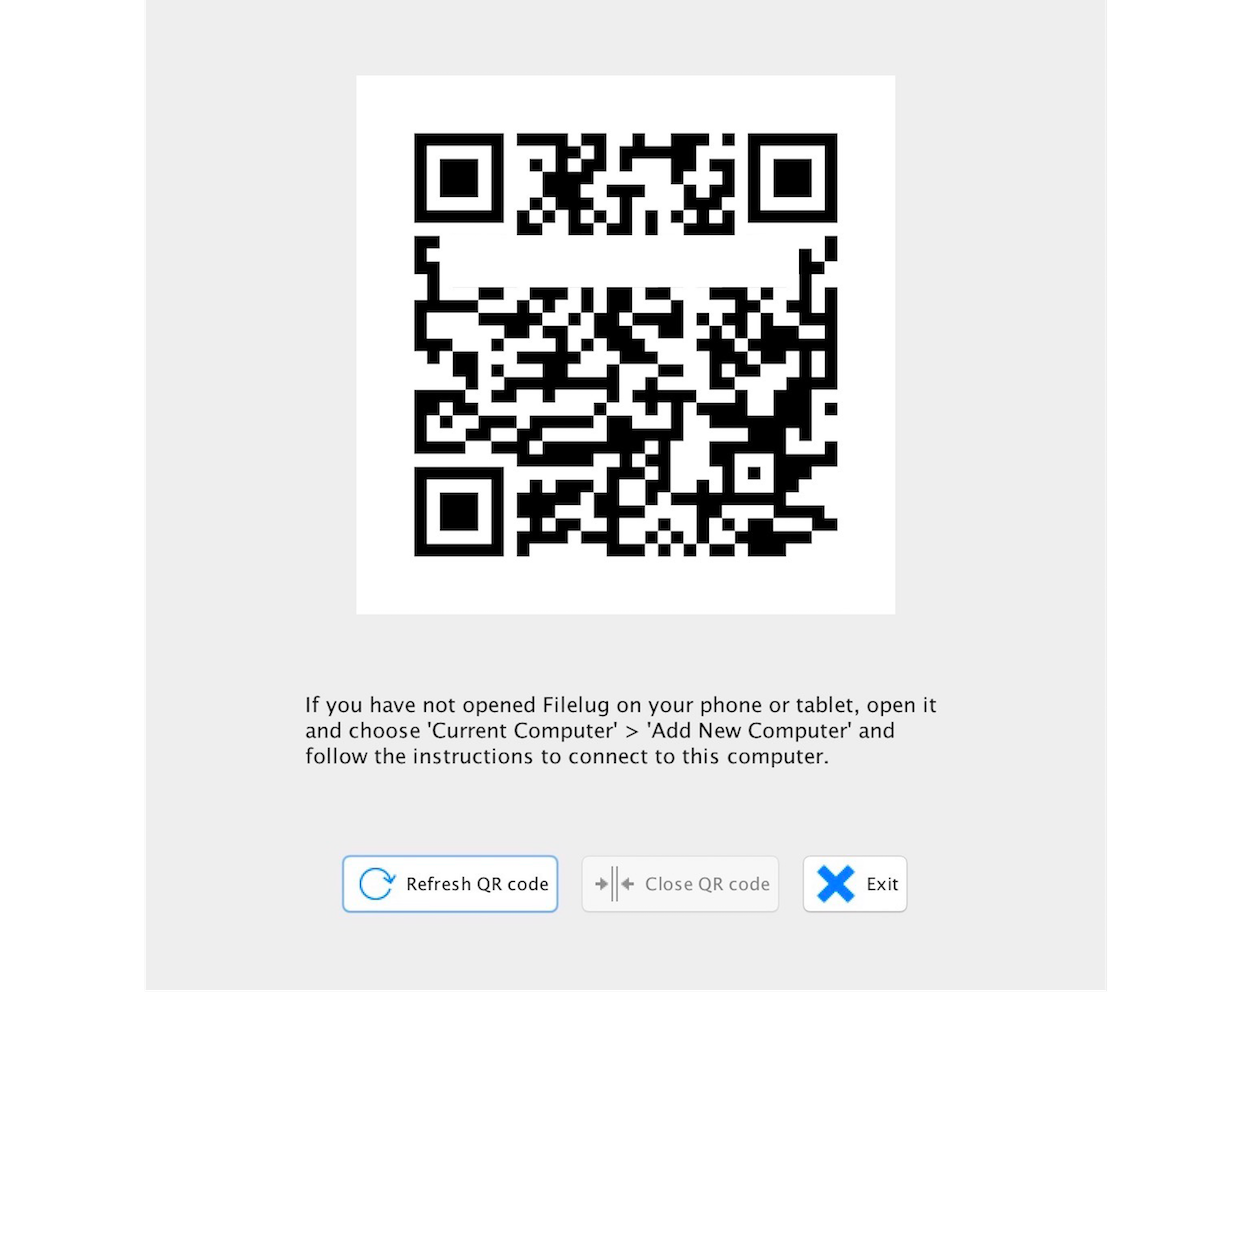 If you have not opened Filelug on your phone or tablet, open it
and choose 'Current Computer' > 'Add New Computer' and
follow the instructions to connect to this computer.
Refresh QR code
Close QR code
Exit